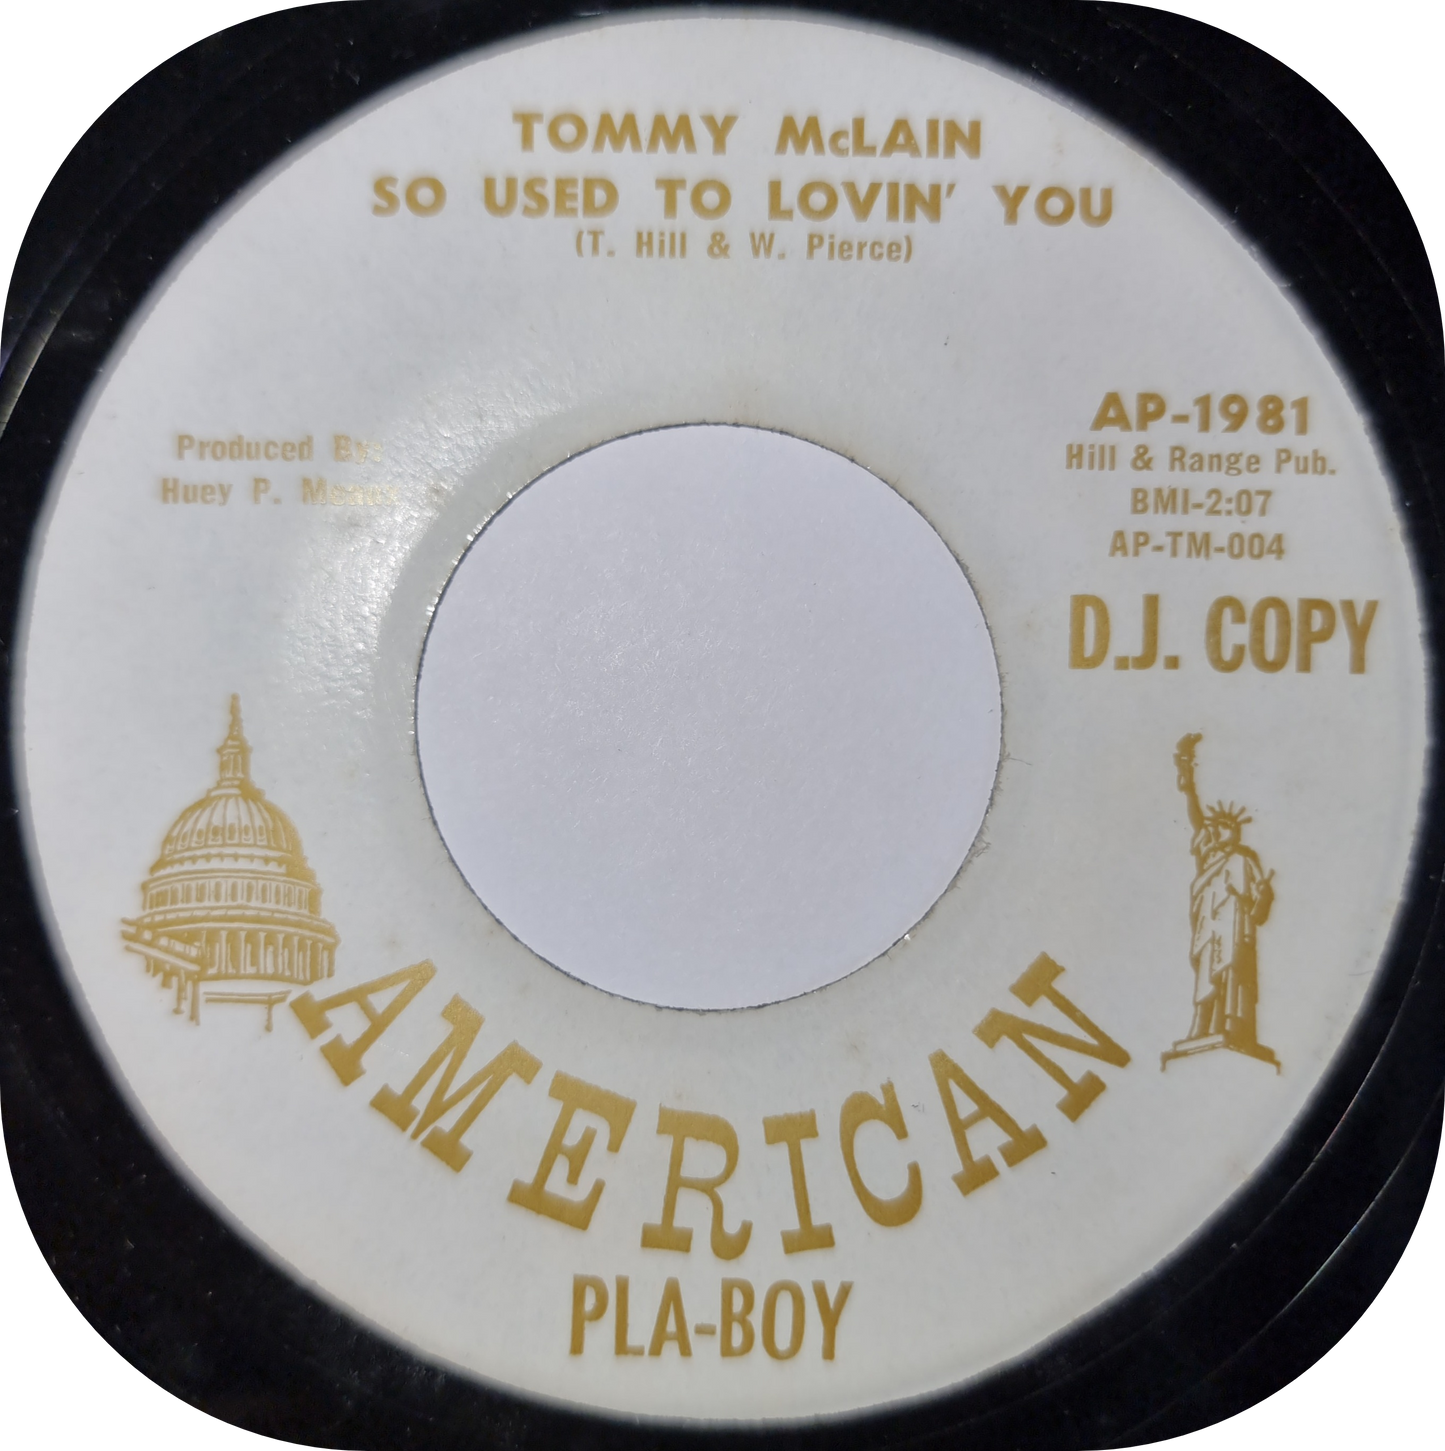 TOMMY McLAIN
SO USED TO LOVIN' YOU
(T. Hill & W. Pierce)
Produced By:
Huey P.
AP-1981
Hill & Range Pub.
BMI-2:07
AP-TM-004
D.J. COPY
AMERICAN
PLA-BOY